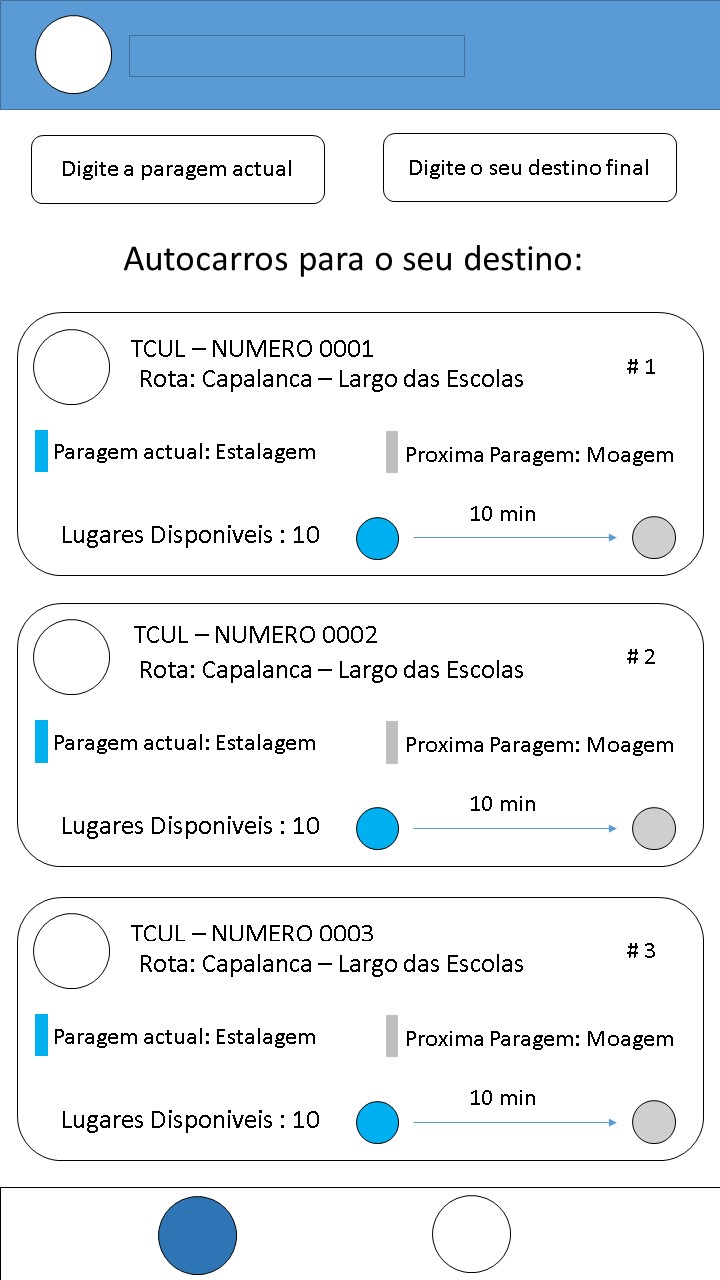 Digite a paragem actual
Digite o seu destino final
Autocarros para o seu destino:
TCUL – NUMERO 0001
Rota: Capalanca – Largo das Escolas
# 1
Paragem actual: Estalagem
Proxima Paragem: Moagem
10 min
Lugares Disponiveis : 10
TCUL – NUMERO 0002
Rota: Capalanca – Largo das Escolas
# 2
Paragem actual: Estalagem
Proxima Paragem: Moagem
10 min
Lugares Disponiveis : 10
TCUL – NUMERO 0003
Rota: Capalanca – Largo das Escolas
# 3
Paragem actual: Estalagem
Proxima Paragem: Moagem
10 min
Lugares Disponiveis : 10